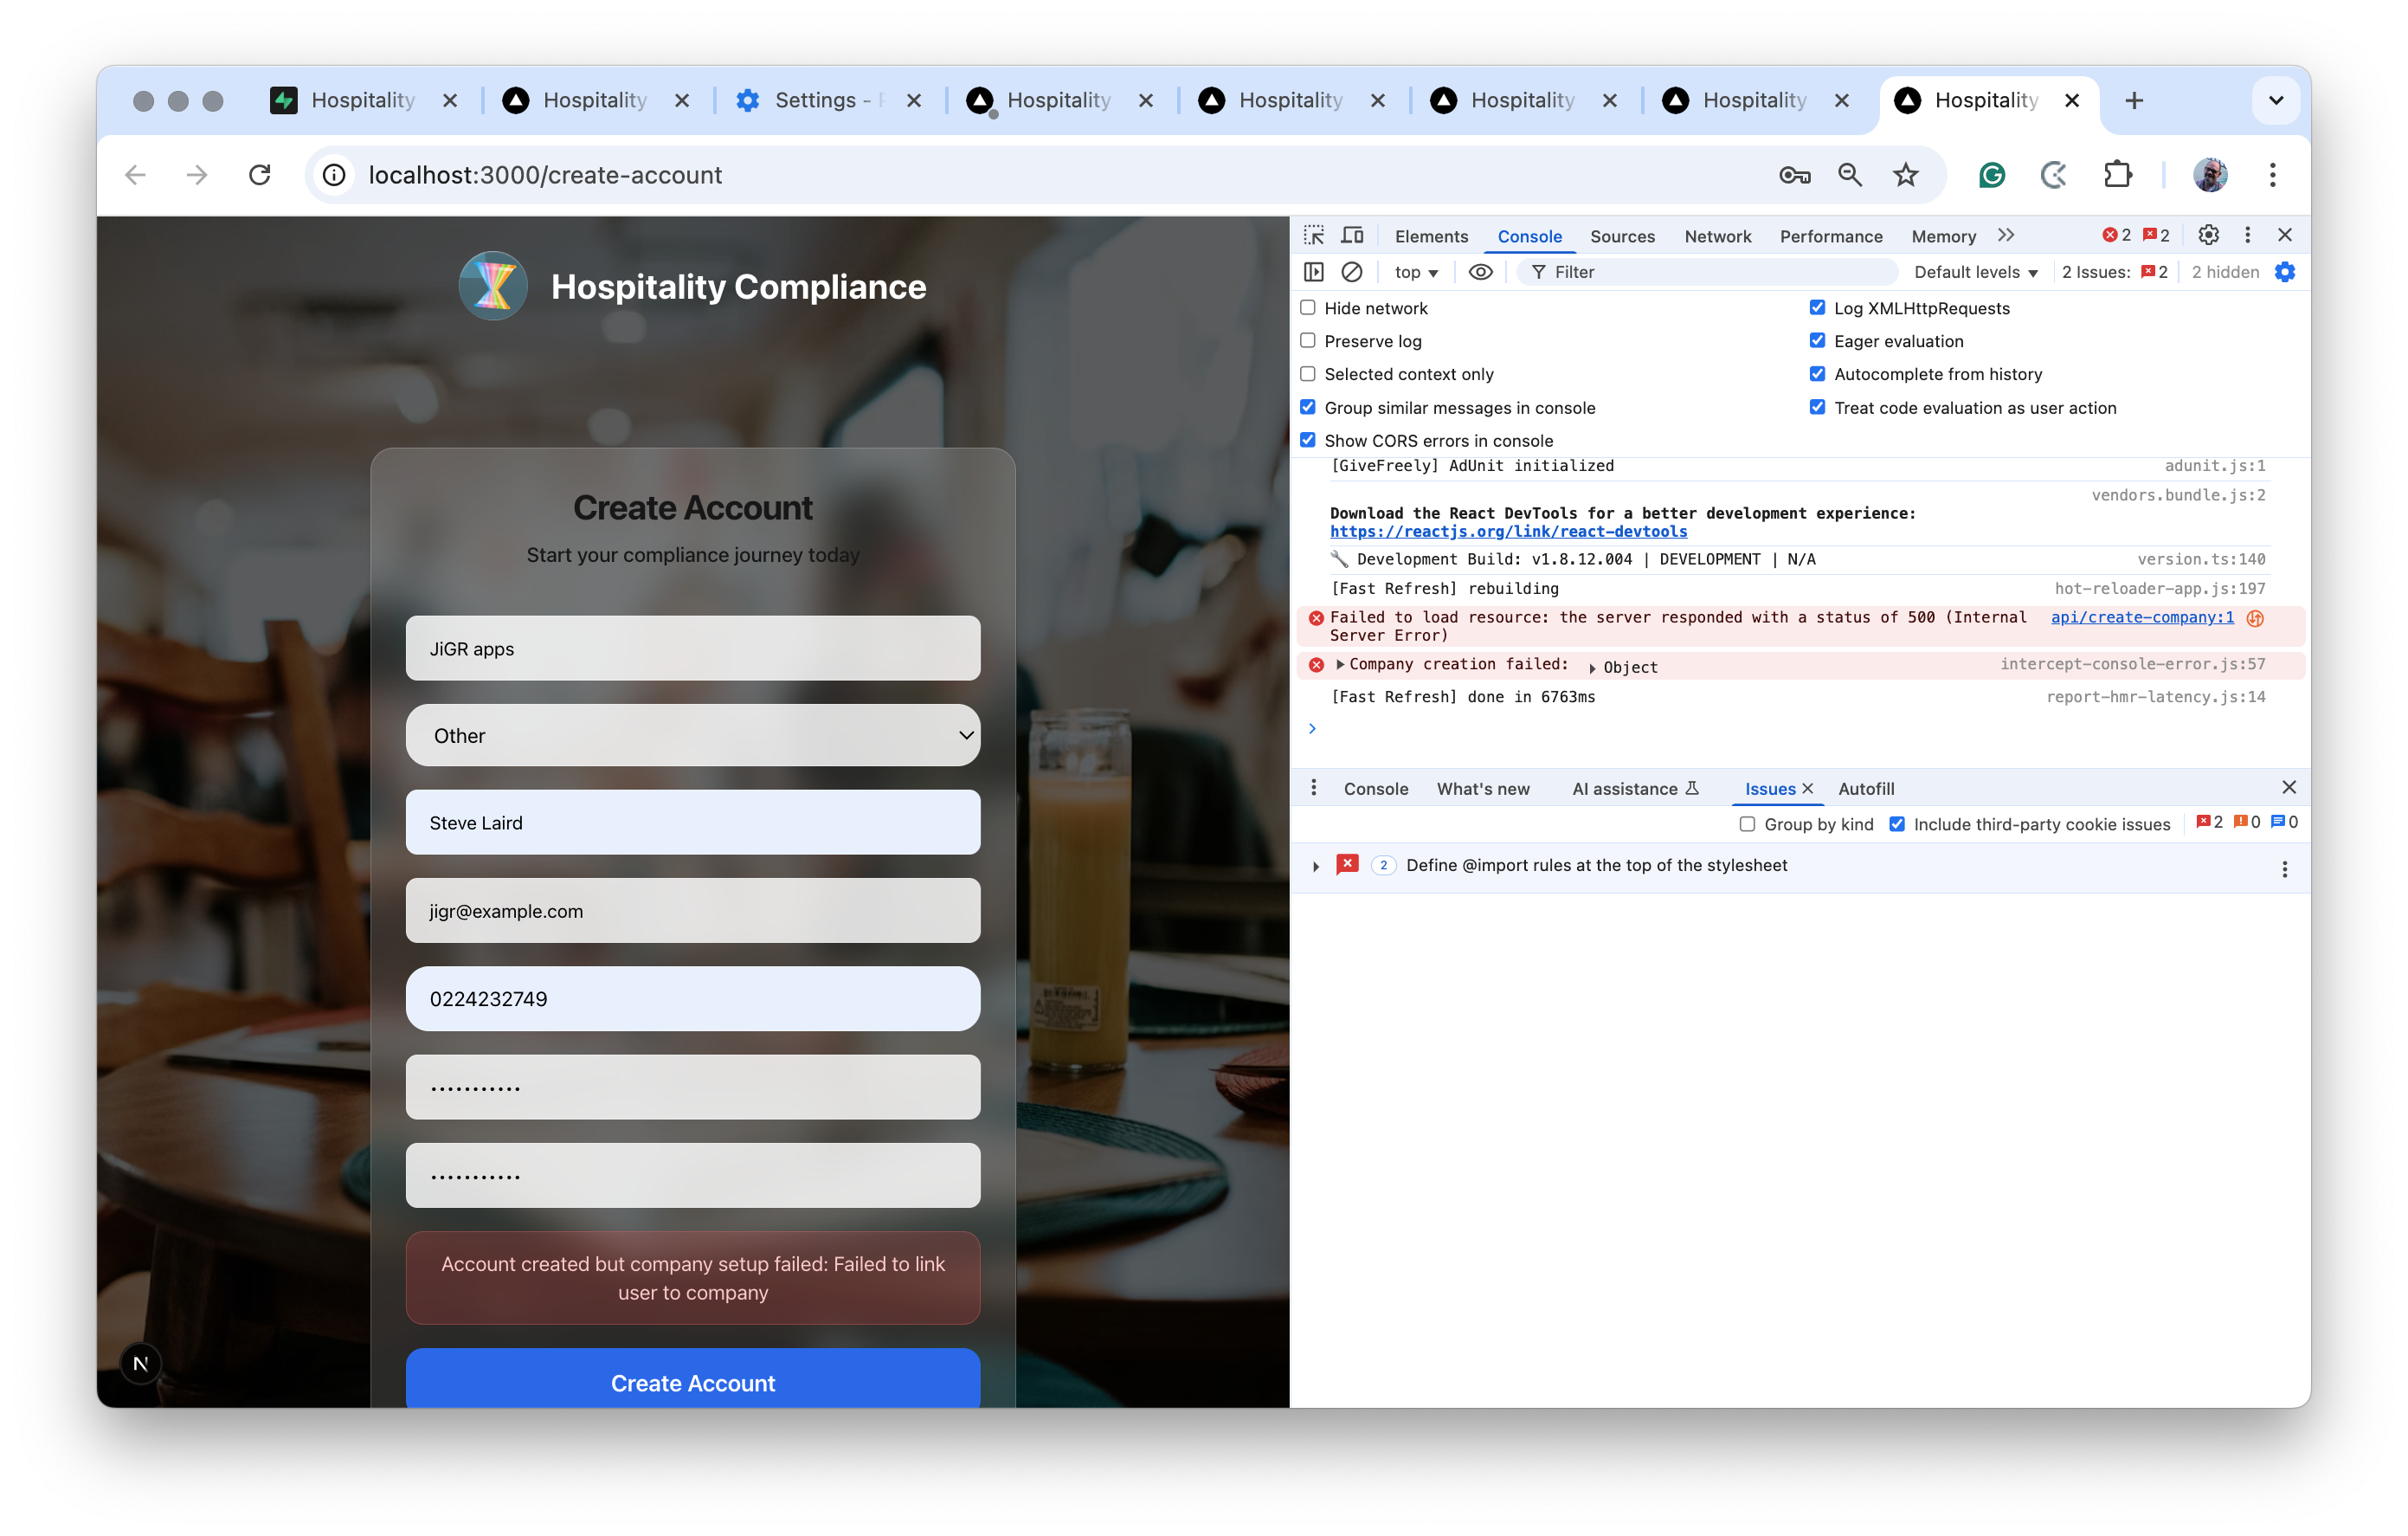 Hospitality
Hospitality
Settings -
Hospitality
Hospitality
Hospitality
Hospitality
Hospitality
localhost:3000/create-account
Hospitality Compliance
Create Account
Start your compliance journey today
JiGR apps
Other
Steve Laird
jigr@example.com
0224232749
•••••••••••
•••••••••••
Account created but company setup failed: Failed to link
user to company
Create Account
N
Elements Console Sources Network Performance Memory 2 2
top Filter Default levels 2 Issues: 2 2 hidden
Hide network Log XMLHttpRequests
Preserve log Eager evaluation
Selected context only Autocomplete from history
Group similar messages in console Treat code evaluation as user action
Show CORS errors in console
[GiveFreely] AdUnit initialized adunit.js:1
vendors.bundle.js:2
Download the React DevTools for a better development experience:
https://reactjs.org/link/react-devtools
Development Build: v1.8.12.004 | DEVELOPMENT | N/A version.ts:140
[Fast Refresh] rebuilding hot-reloader-app.js:197
Failed to load resource: the server responded with a status of 500 (Internal api/create-company:1
Server Error)
Company creation failed: Object intercept-console-error.js:57
[Fast Refresh] done in 6763ms report-hmr-latency.js:14
Console What's new AI assistance Issues Autofill
Group by kind Include third-party cookie issues 2 0 0
2 Define @import rules at the top of the stylesheet